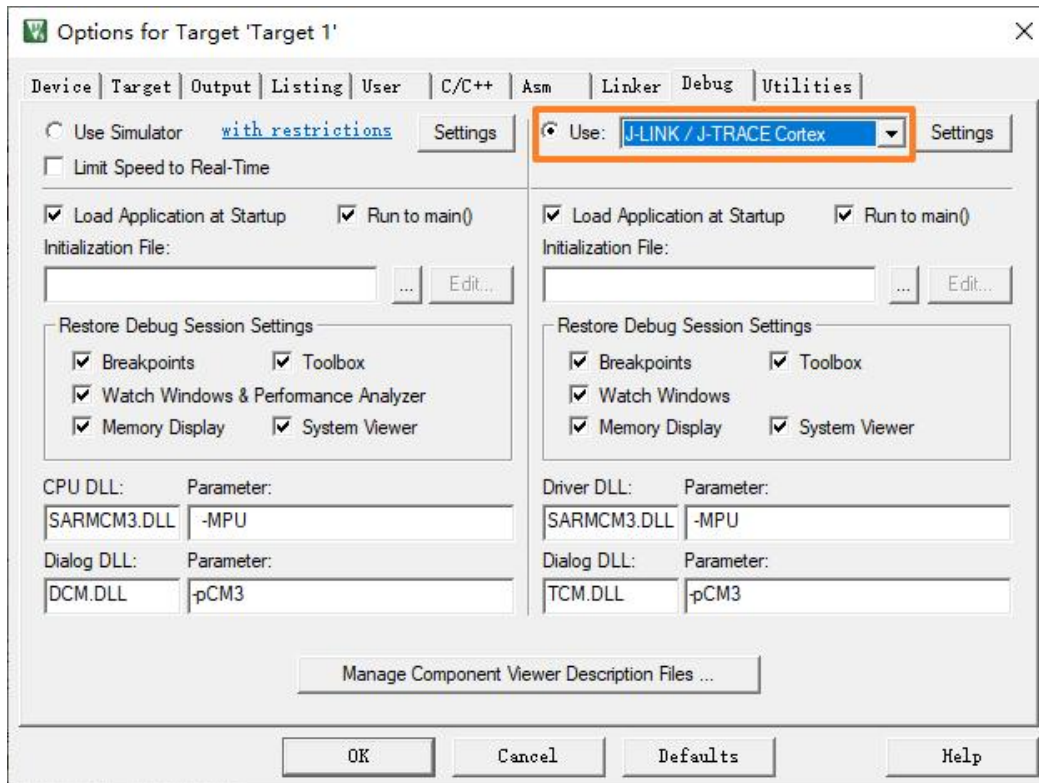 Options for Target 'Target 1'
Device Target Output Listing User C/C++ Asm Linker Debug Utilities
Use Simulator with restrictions Settings
Use: J-LINK / J-TRACE Cortex Settings
Limit Speed to Real-Time
Load Application at Startup Run to main()
Load Application at Startup Run to main()
Initialization File:
Initialization File:
... Edit...
... Edit...
Restore Debug Session Settings
Breakpoints Toolbox
Watch Windows & Performance Analyzer
Memory Display System Viewer
Restore Debug Session Settings
Breakpoints Toolbox
Watch Windows
Memory Display System Viewer
CPU DLL: Parameter:
SARMCM3.DLL -MPU
Dialog DLL: Parameter:
DCM.DLL -pCM3
Driver DLL: Parameter:
SARMCM3.DLL -MPU
Dialog DLL: Parameter:
TCM.DLL -pCM3
Manage Component Viewer Description Files ...
OK Cancel Defaults Help